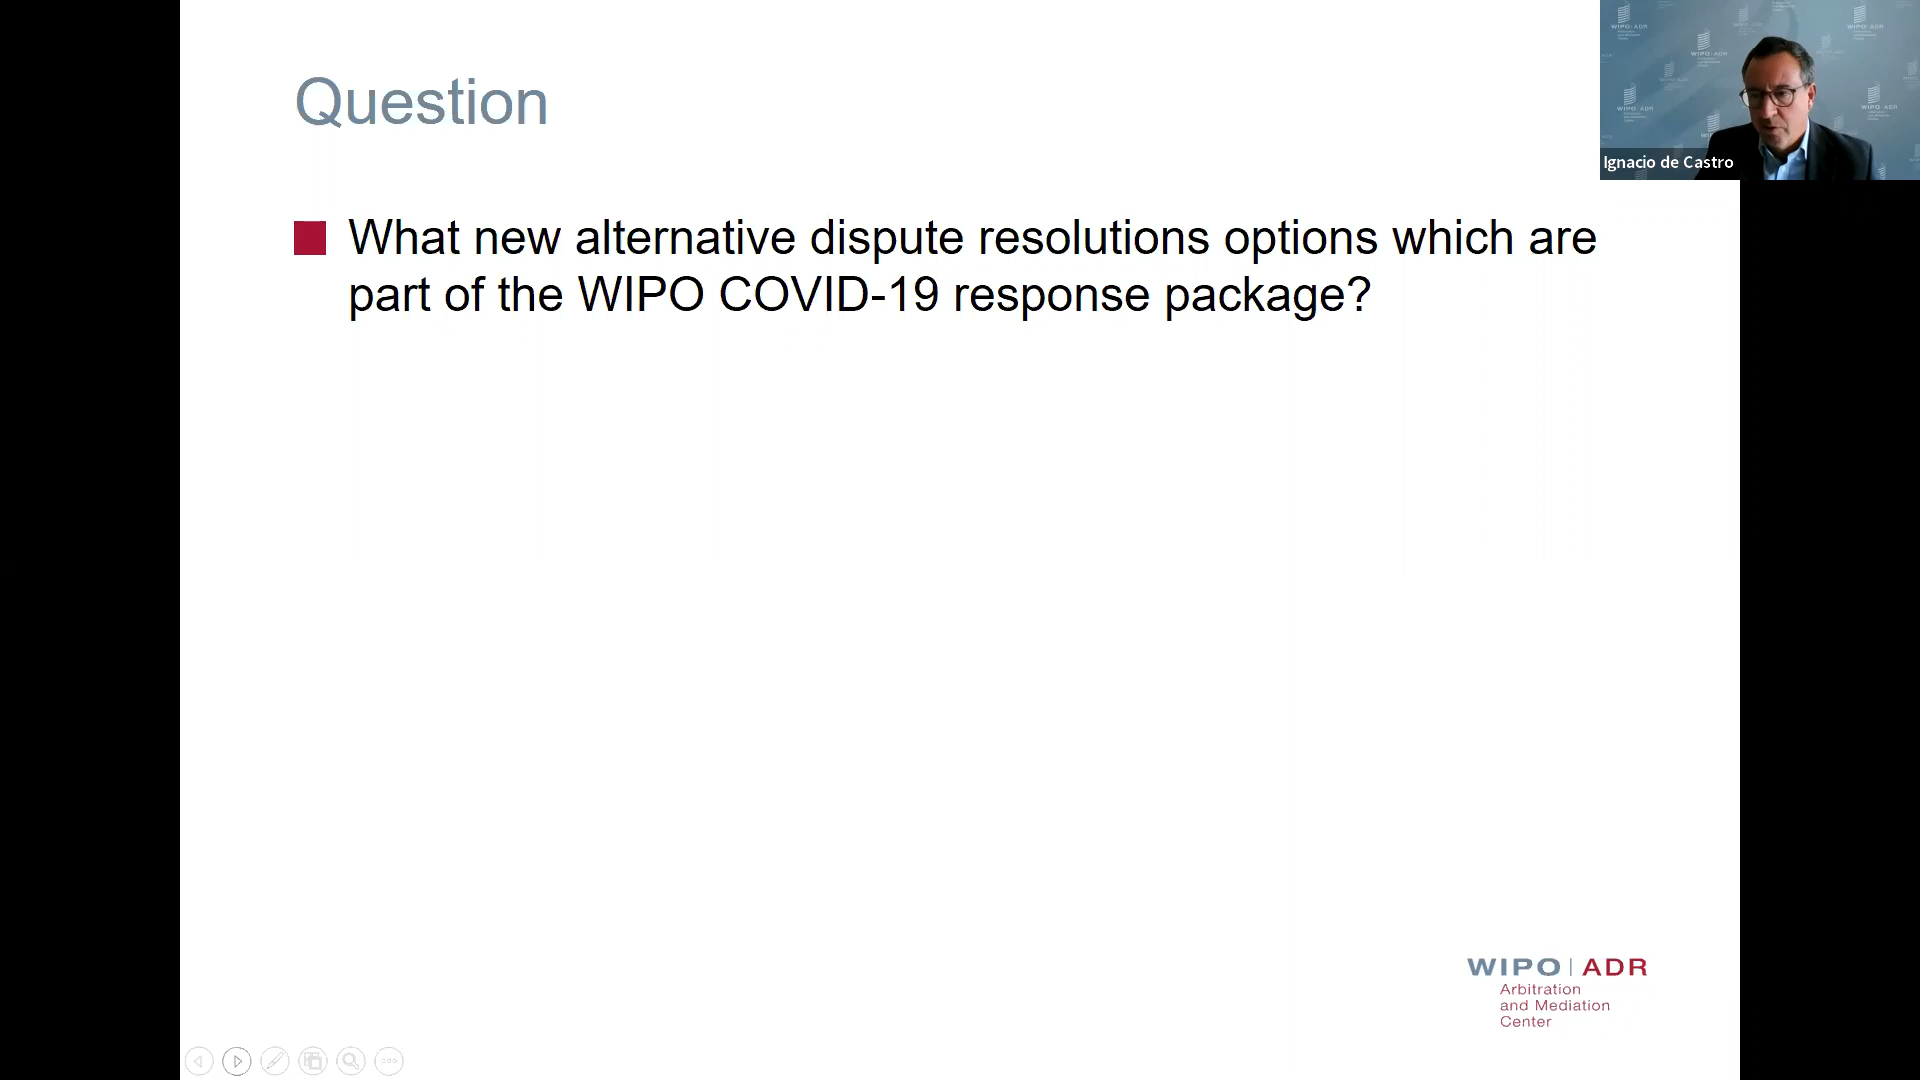 Question
What new alternative dispute resolutions options which are
part of the WIPO COVID-19 response package?
Ignacio de Castro
WIPO | ADR
Arbitration
and Mediation
Center